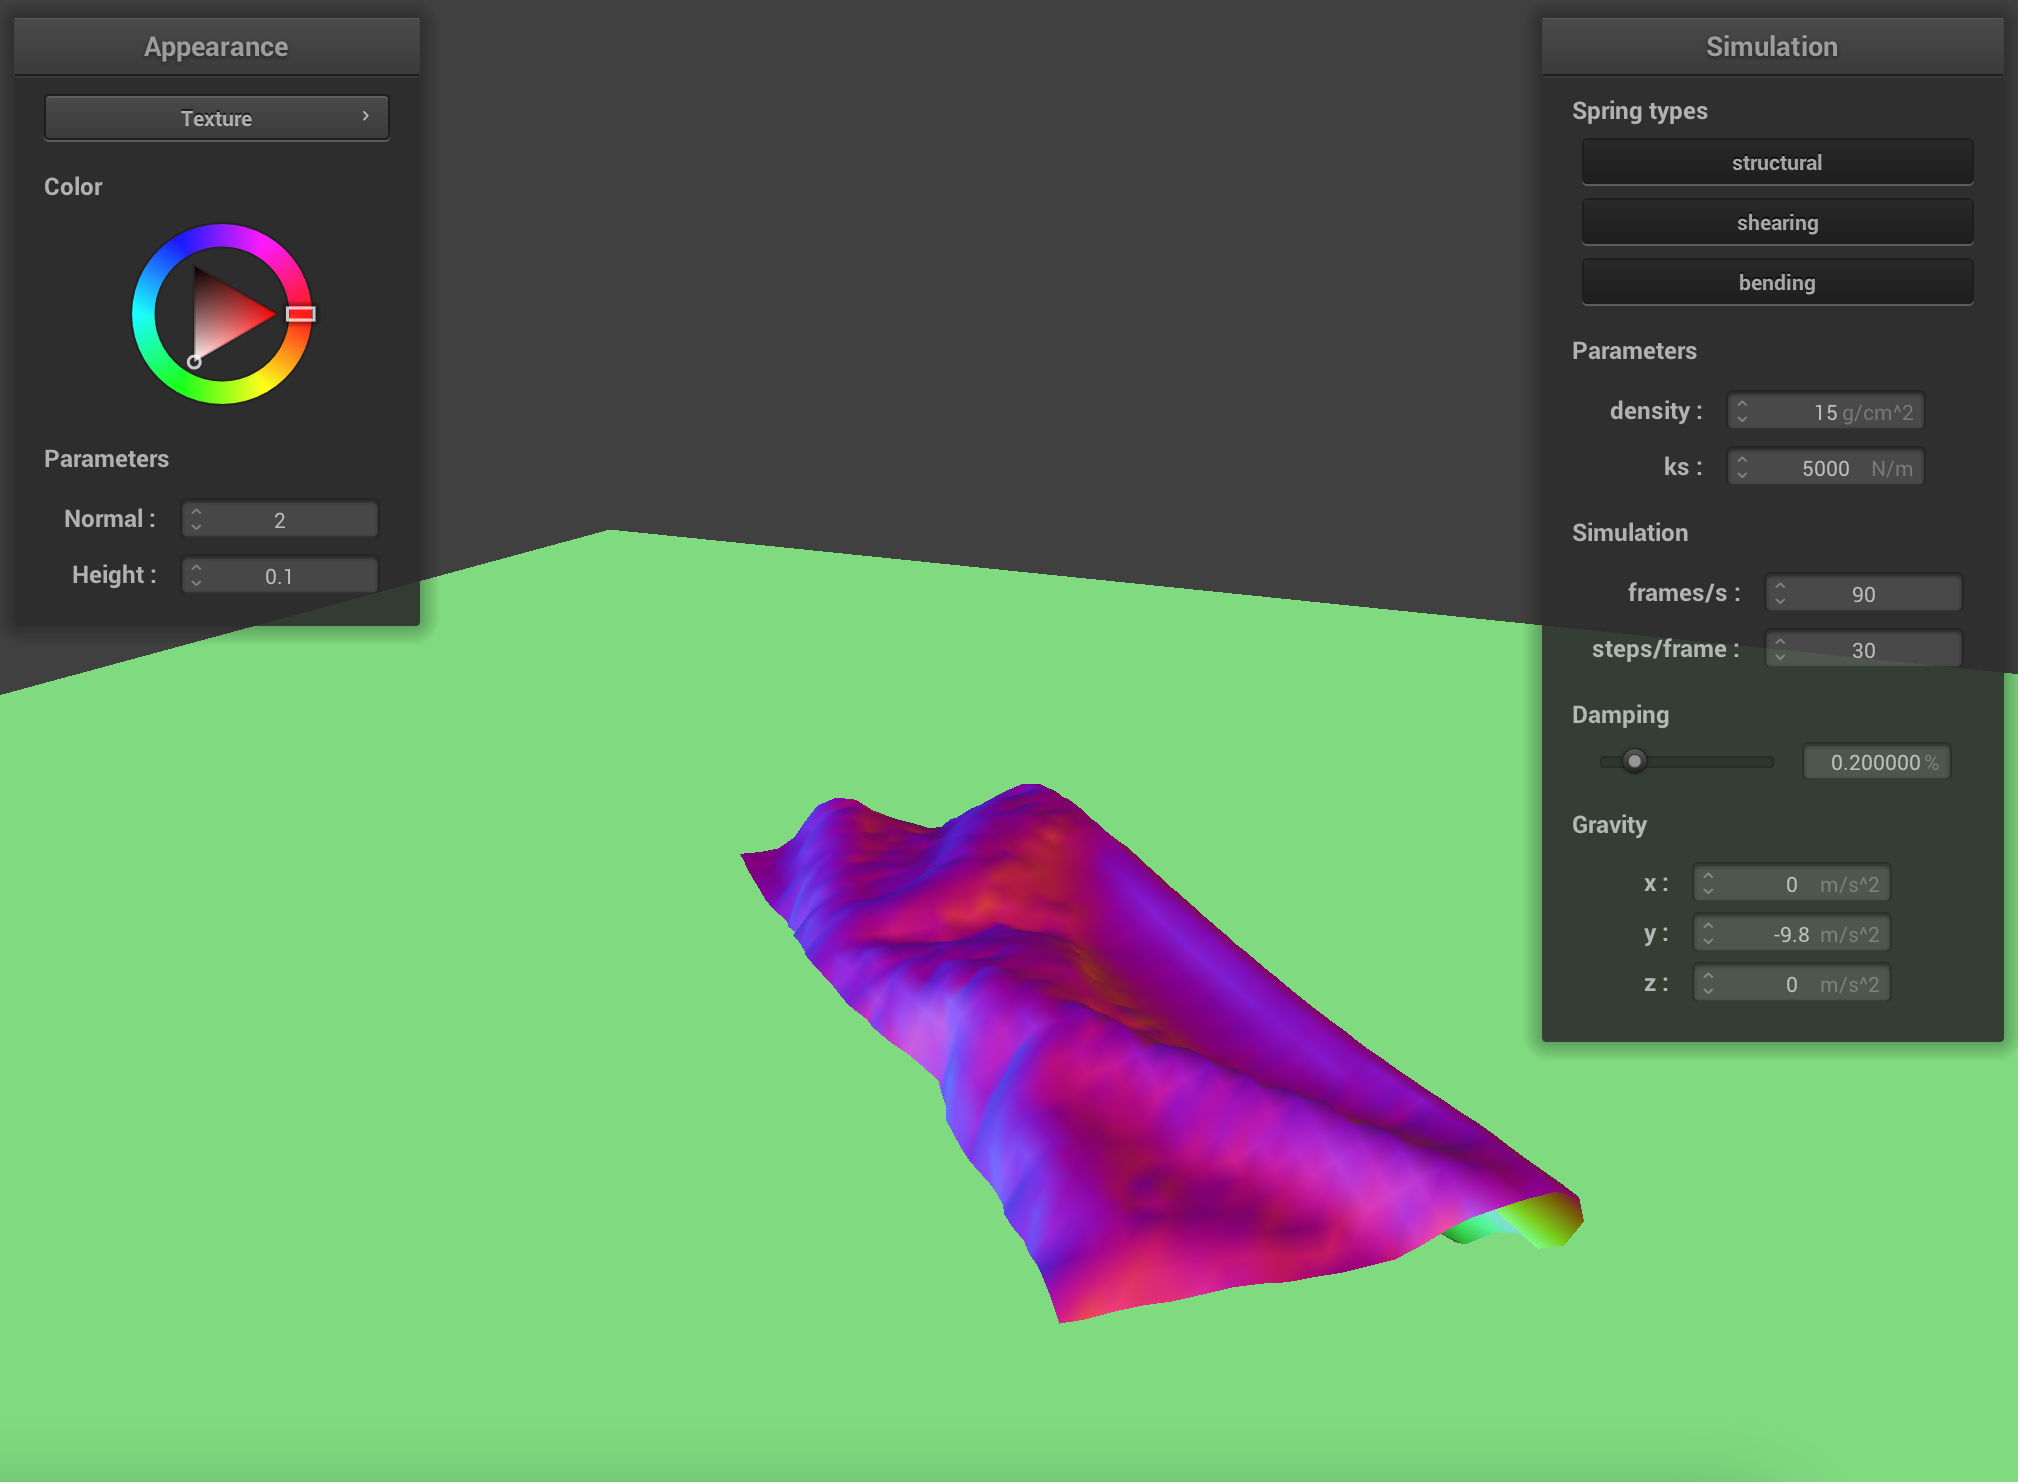 Appearance
Texture
Color
Parameters
Normal : 2
Height : 0.1
Simulation
Spring types
structural
shearing
bending
Parameters
density : 15 g/cm^2
ks : 5000 N/m
Simulation
frames/s : 90
steps/frame : 30
Damping
0.200000 %
Gravity
x : 0 m/s^2
y : -9.8 m/s^2
z : 0 m/s^2